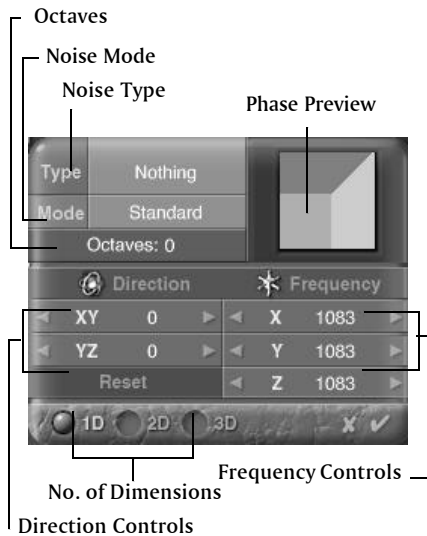 Octaves
Noise Mode
Noise Type
Phase Preview
Type Nothing
Mode Standard
Octaves: 0
Direction Frequency
XY 0 X 1083
YZ 0 Y 1083
Reset Z 1083
1D 2D 3D
Frequency Controls
No. of Dimensions
Direction Controls